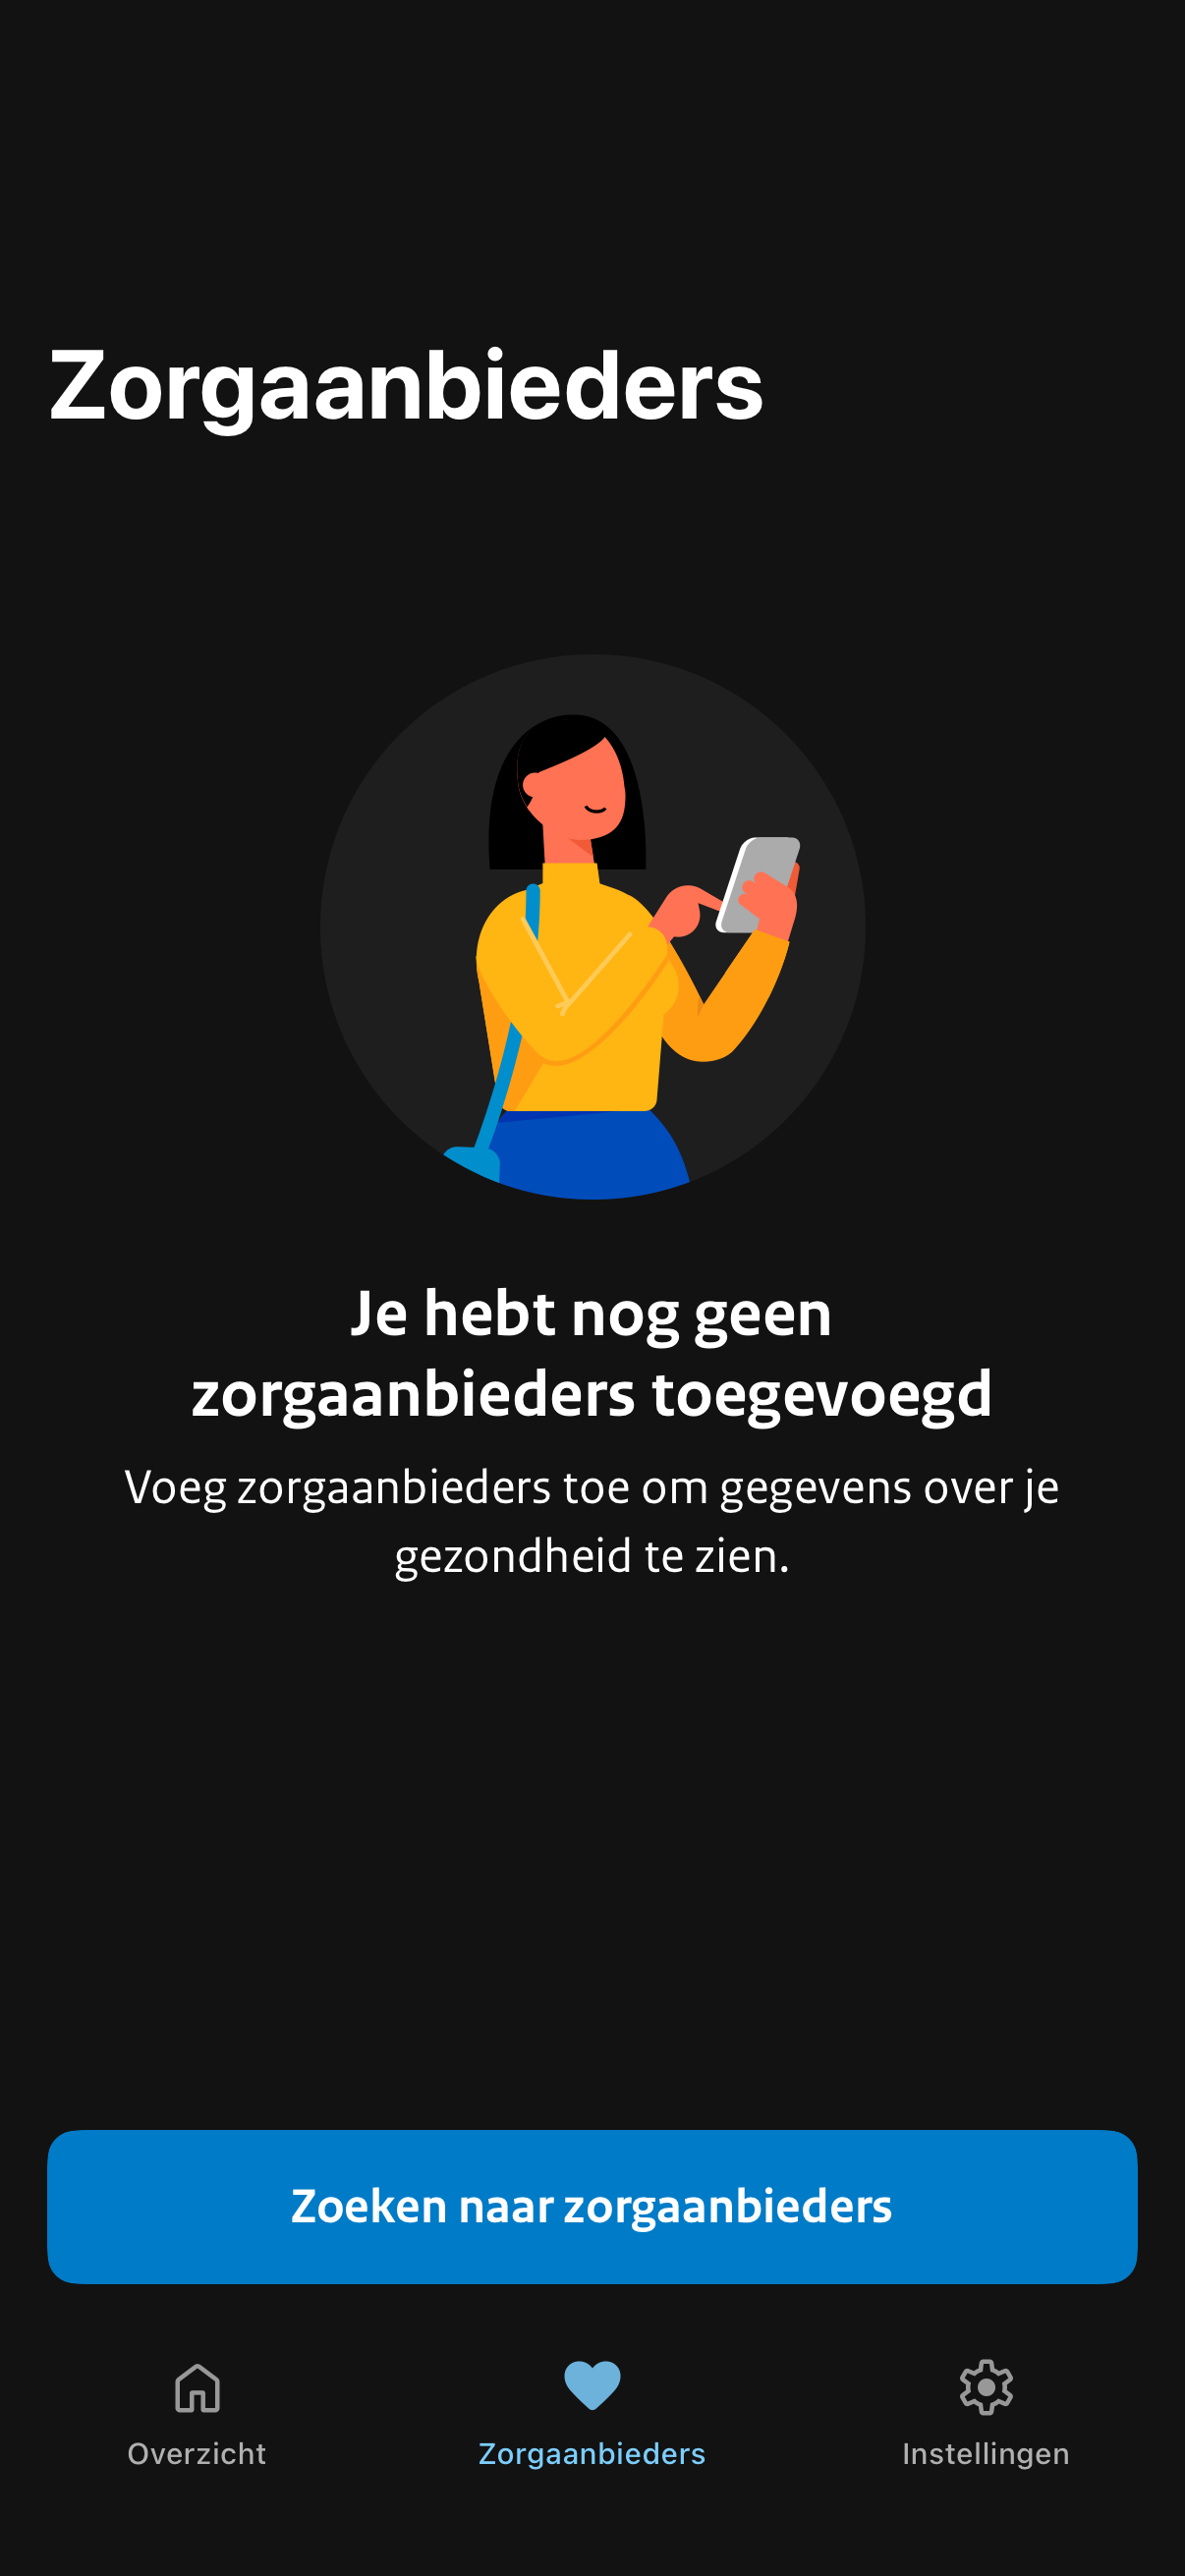 Zorgaanbieders
Je hebt nog geen
zorgaanbieders toegevoegd
Voeg zorgaanbieders toe om gegevens over je
gezondheid te zien.
Zoeken naar zorgaanbieders
Overzicht
Zorgaanbieders
Instellingen